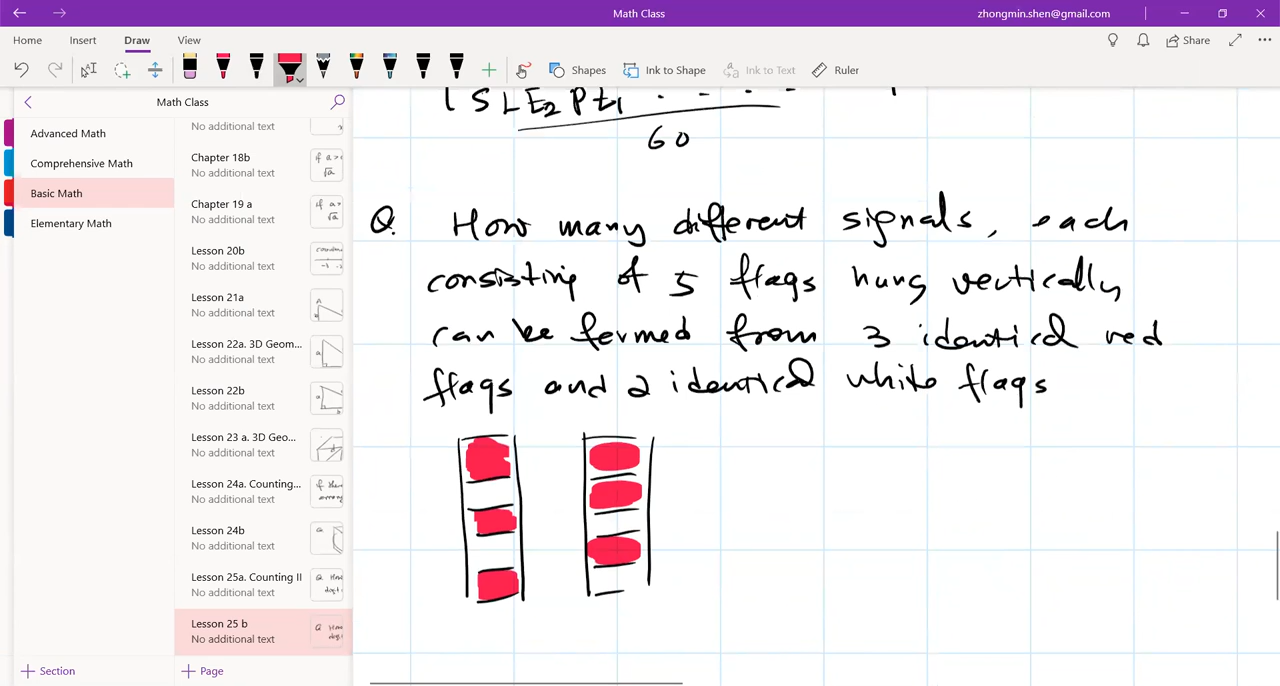 Math Class
zhongmin.shen@gmail.com
Home
Insert
Draw
View
Share
Shapes
Ink to Shape
Ink to Text
Ruler
Math Class
Advanced Math
Comprehensive Math
Basic Math
Elementary Math
Section
No additional text
Chapter 18b
No additional text
Chapter 19 a
No additional text
Lesson 20b
No additional text
Lesson 21a
No additional text
Lesson 22a. 3D Geom...
No additional text
Lesson 22b
No additional text
Lesson 23 a. 3D Geo...
No additional text
Lesson 24a. Counting...
No additional text
Lesson 24b
No additional text
Lesson 25a. Counting II
No additional text
Lesson 25 b
No additional text
Page
60
Q. How many different signals, each
consisting of 5 flags hung vertically
can be formed from 3 identical red
flags and 2 identical white flags